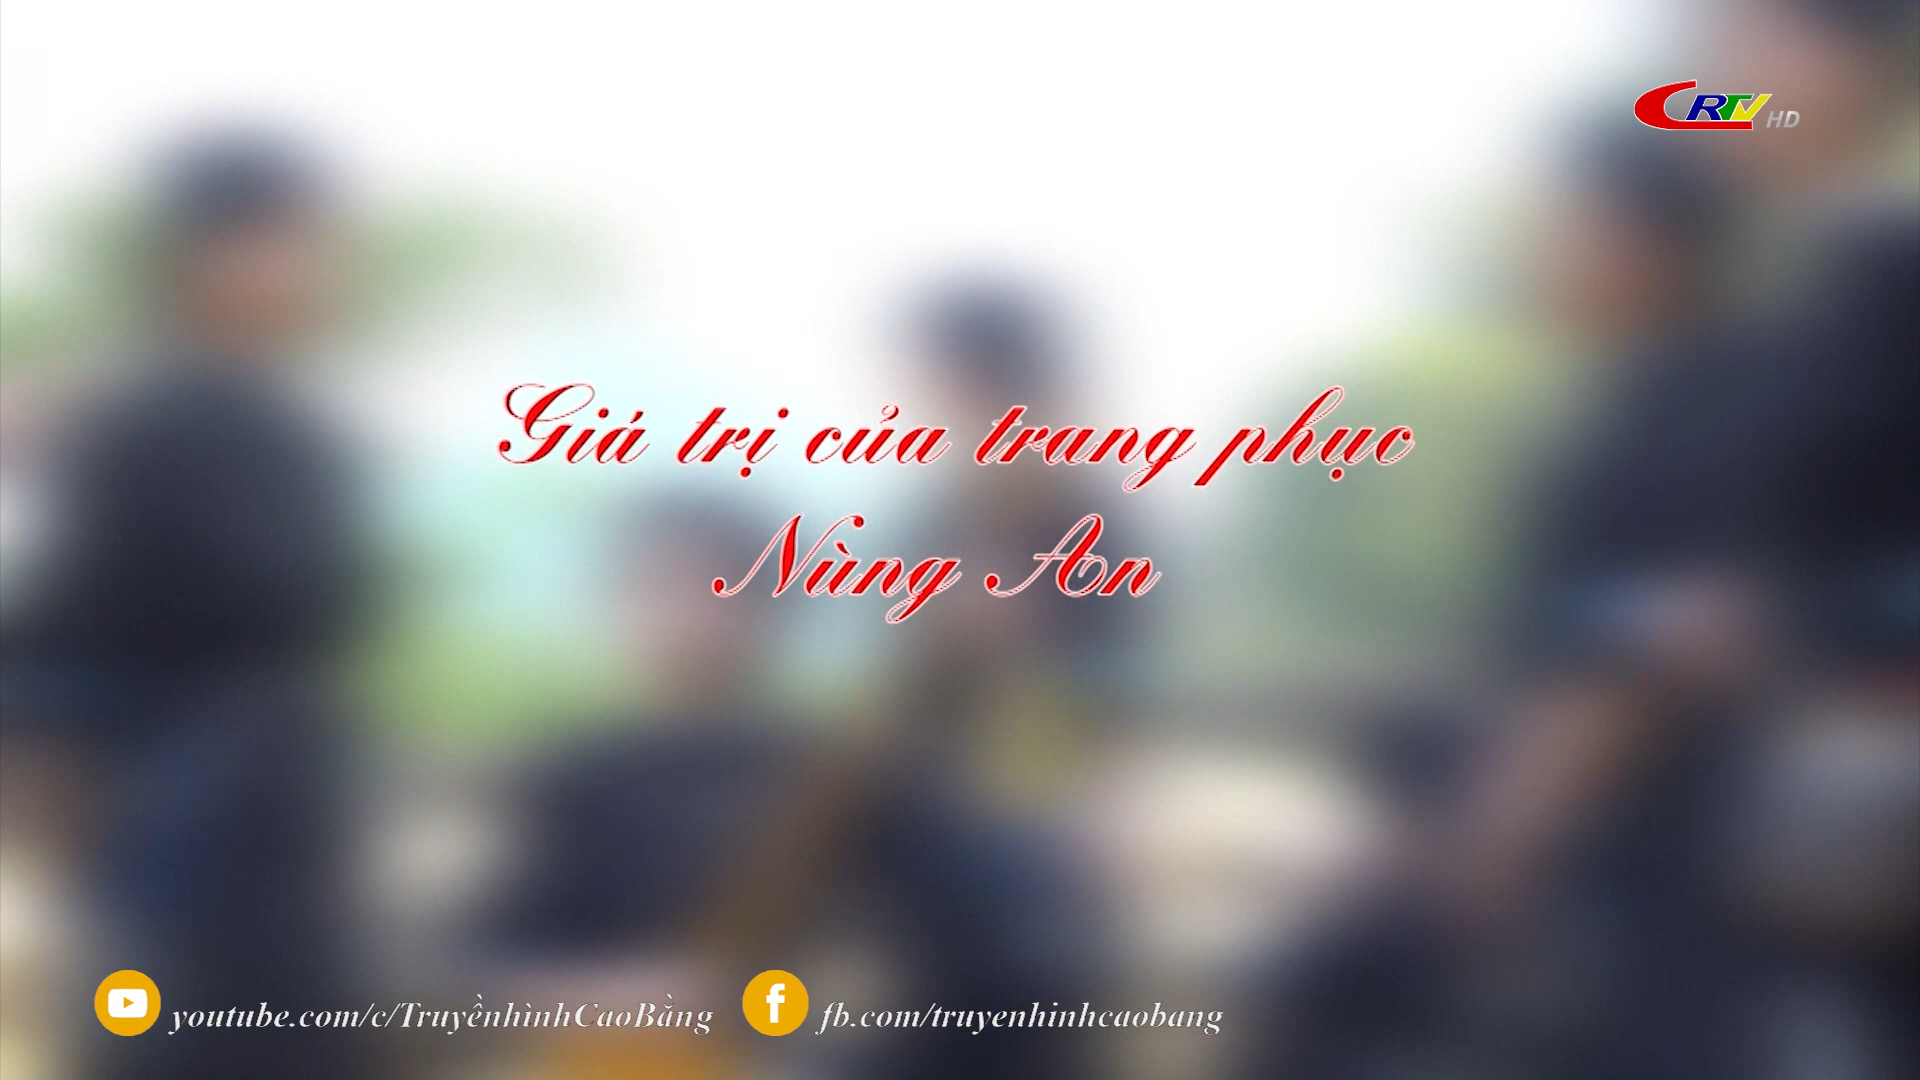 CRTV HD
Giá trị của trang phục
Nùng An
youtube.com/c/TruyềnhìnhCaoBằng fb.com/truyenhinhcaobang